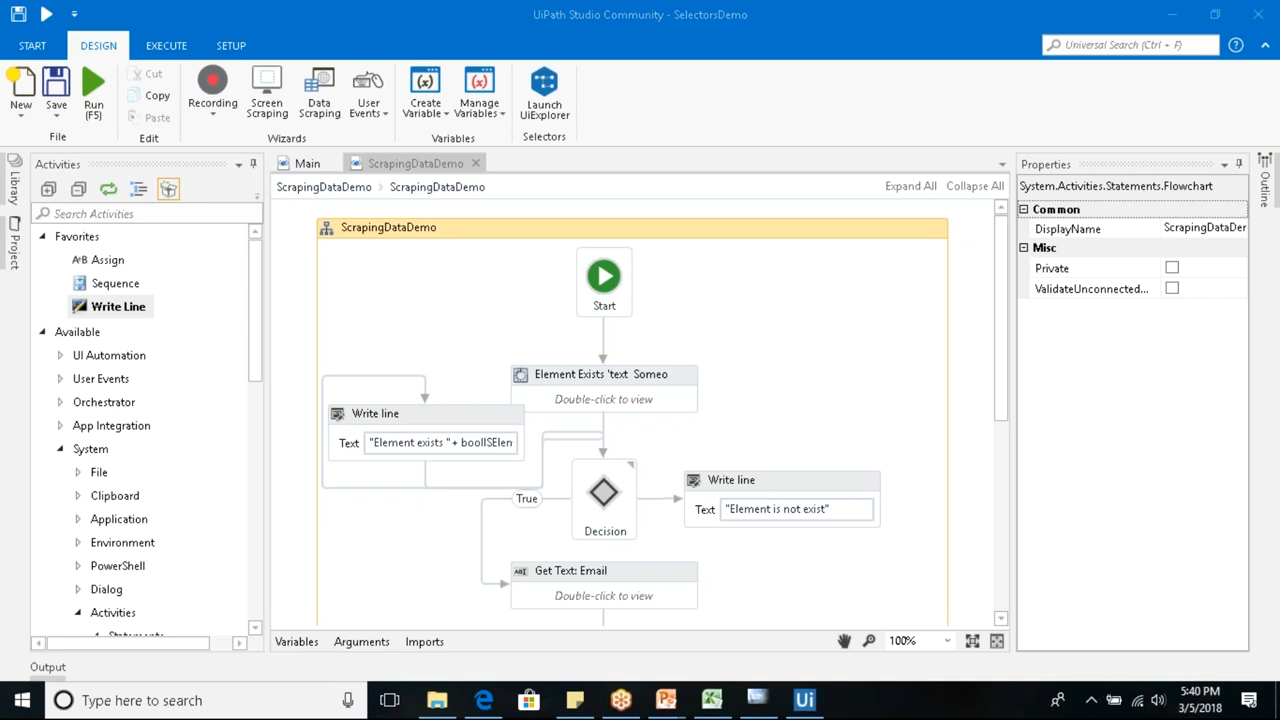 UiPath Studio Community - SelectorsDemo
START DESIGN EXECUTE SETUP
Universal Search (Ctrl + F)
New Save Run (F5)
File
Cut
Copy
Paste
Edit
Recording Screen Scraping Data Scraping User Events
Wizards
Create Variable Manage Variables
Variables
Launch UiExplorer
Selectors
Library
Project
Activities
Search Activities
Favorites
Assign
Sequence
Write Line
Available
UI Automation
User Events
Orchestrator
App Integration
System
File
Clipboard
Application
Environment
PowerShell
Dialog
Activities
Main ScrapingDataDemo
ScrapingDataDemo > ScrapingDataDemo Expand All Collapse All
ScrapingDataDemo
Start
Element Exists 'text Someo
Double-click to view
Write line
Text "Element exists "+ boolISElen
True
Decision
Write line
Text "Element is not exist"
Get Text: Email
Double-click to view
Variables Arguments Imports 100%
Properties
System.Activities.Statements.Flowchart
Common
DisplayName ScrapingDataDer
Misc
Private
ValidateUnconnected...
Outline
Output
Type here to search
Ui
5:40 PM
3/5/2018